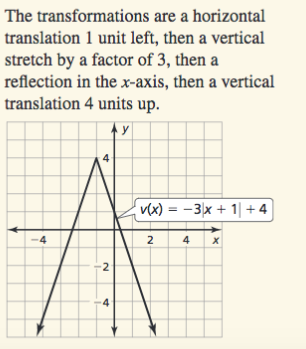 The transformations are a horizontal
translation 1 unit left, then a vertical
stretch by a factor of 3, then a
reflection in the x-axis, then a vertical
translation 4 units up.
y
4
v(x) = −3|x + 1| + 4
−4 2 4 x
−2
−4